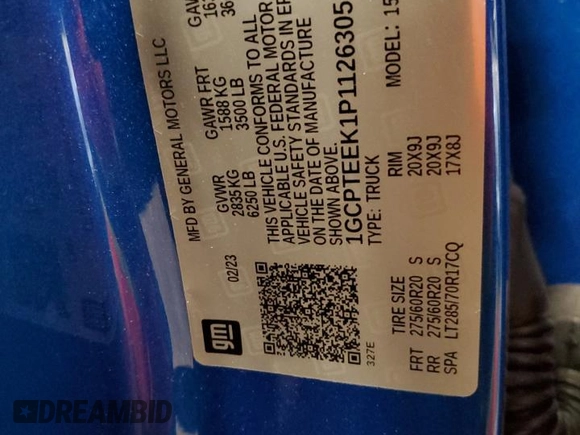 MFD BY GENERAL MOTORS LLC
GVWR GAWR FRT GAWR
2835 KG 1588 KG
6250 LB 3500 LB
THIS VEHICLE CONFORMS TO ALL
APPLICABLE U.S. FEDERAL MOTOR
VEHICLE SAFETY STANDARDS IN
ON THE DATE OF MANUFACTURE
SHOWN ABOVE.
1GCPTEEK1P1126305
TYPE: TRUCK MODEL: 15
02/23
gm
327E
TIRE SIZE RIM
FRT 275/60R20 S 20X9J
RR 275/60R20 S 20X9J
SPA LT285/70R17CQ 17X8J
DREAMBID